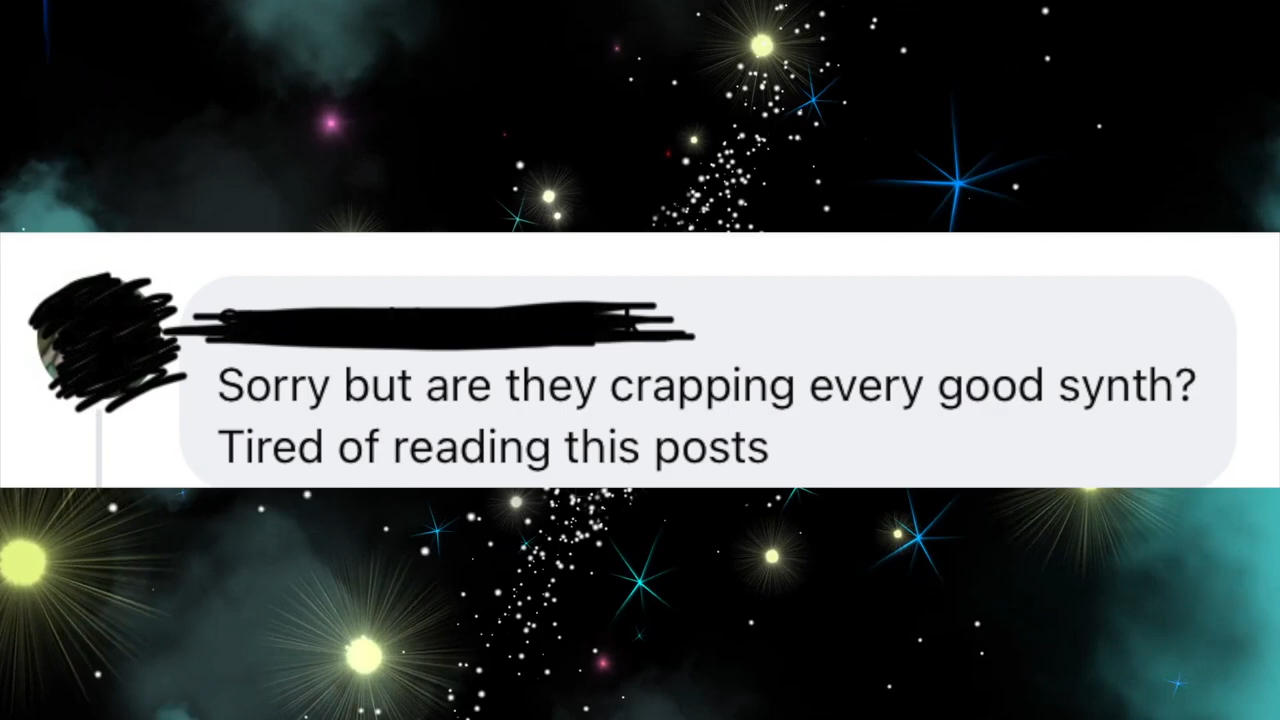 Sorry but are they crapping every good synth?
Tired of reading this posts